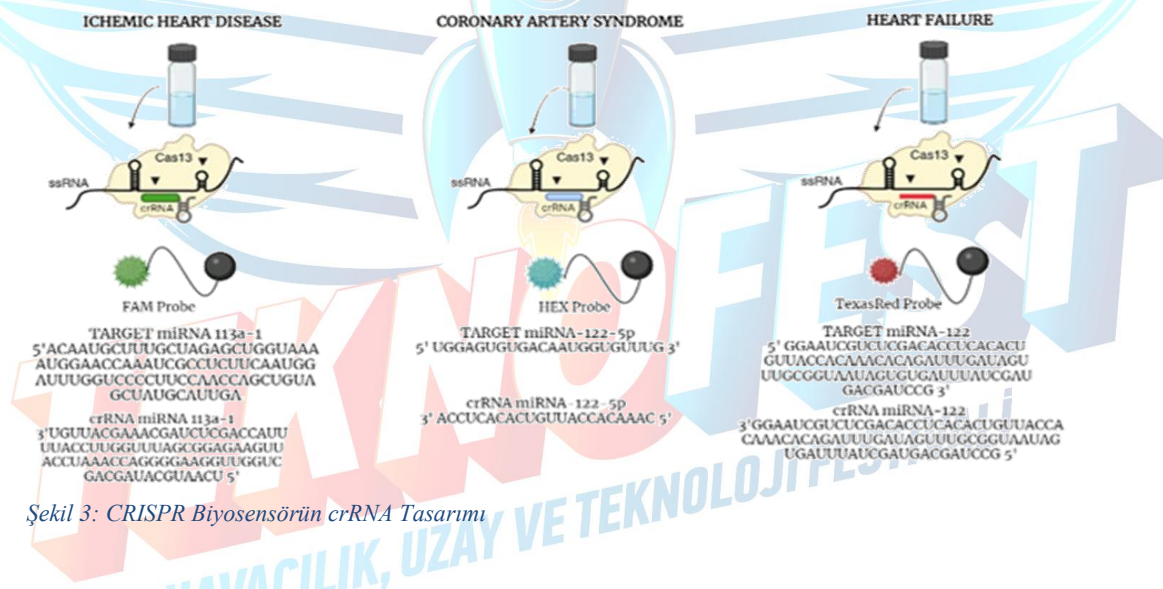 ICHEMIC HEART DISEASE
CORONARY ARTERY SYNDROME
HEART FAILURE
Cas13
ssRNA
crRNA
Cas13
ssRNA
crRNA
Cas13
ssRNA
crRNA
FAM Probe
HEX Probe
TexasRed Probe
TARGET miRNA 113a-1
5'ACAAUGCUUUGCUAGAGCUGGUAAA
AUGGAACCAAAUCGCCUCUUCAAUGG
AUUUGGUCCCCUUCCAACCAGCUGUA
GCUAUGCAUUGA
crRNA miRNA 113a-1
3'UGUUACGAAACGAUCUCGACCAUU
UUACCUUGGUUUAGCGGAGAAGUU
ACCUAAACCAGGGGAAGGUUGGUC
GACGAUACGUAACU 5'
TARGET miRNA-122-5p
5' UGGAGUGUGACAAUGGUGUUUG 3'
crRNA miRNA-122-5p
3' ACCUCACACUGUUACCACAAAC 5'
TARGET miRNA-122
5' GGAAUCGUCUCGACACCUCACACU
GUUACCACAAACACAGAUUUGAUAGU
UUGCGGUAAUAGUGUGAUUUAUCGAU
GACGAUCCG 3'
crRNA miRNA-122
3'GGAAUCGUCUCGACACCUCACACUGUUACCA
CAAACACAGAUUUGAUAGUUUGCGGUAAUAG
UGAUUUAUCGAUGACGAUCCG 5'
Şekil 3: CRISPR Biyosensörün crRNA Tasarımı
TEKNOFEST
HAVACILIK, UZAY VE TEKNOLOJİ FESTİVALİ